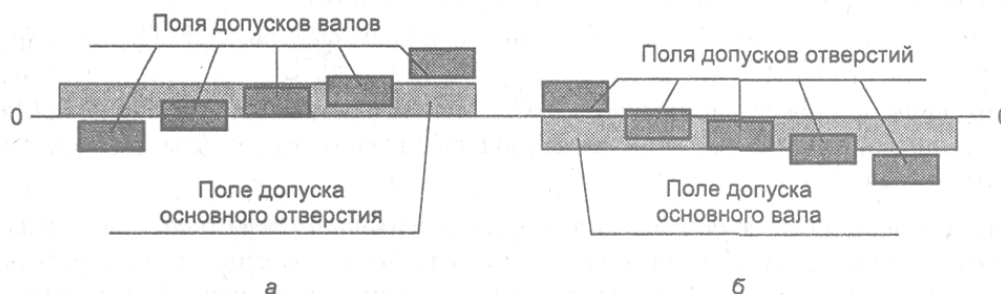 Поля допусков валов
Поля допусков отверстий
0
0
Поле допуска
основного отверстия
Поле допуска
основного вала
а
б